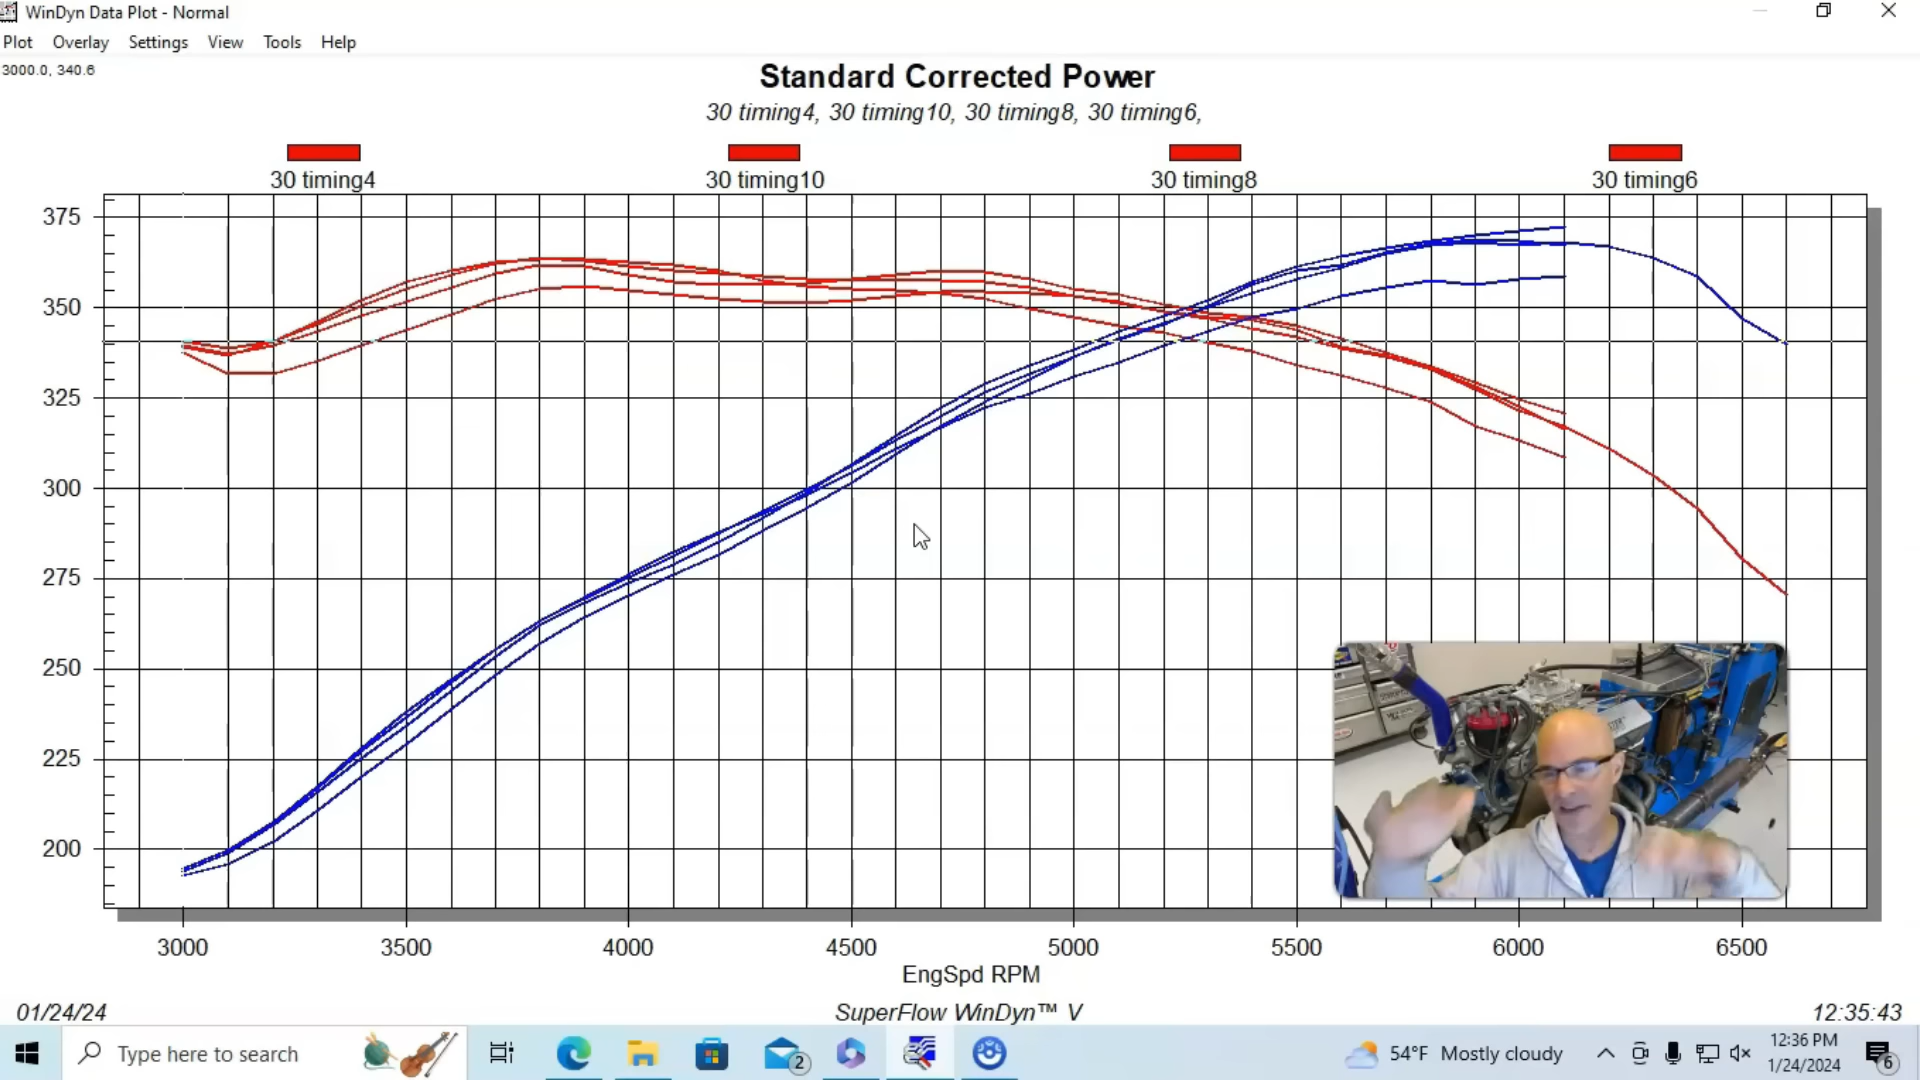 WinDyn Data Plot - Normal
Plot Overlay Settings View Tools Help
3000.0, 340.6
Standard Corrected Power
30 timing4, 30 timing10, 30 timing8, 30 timing6,
30 timing4 30 timing10 30 timing8 30 timing6
375
350
325
300
275
250
225
200
3000 3500 4000 4500 5000 5500 6000 6500
EngSpd RPM
01/24/24 SuperFlow WinDyn™ V 12:35:43
Type here to search 2 54°F Mostly cloudy 12:36 PM
1/24/2024 6